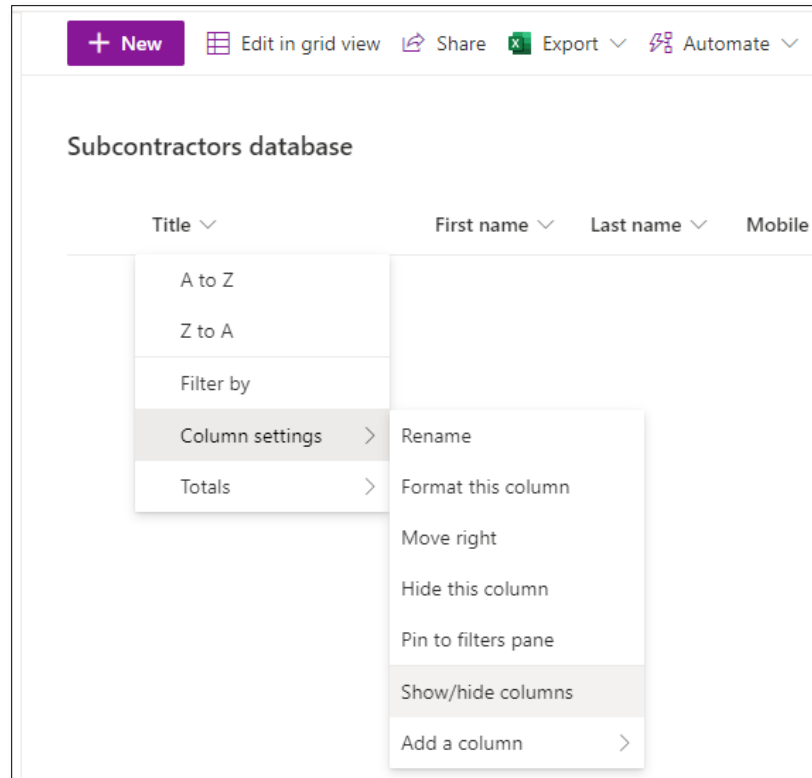 + New Edit in grid view Share Export Automate
Subcontractors database
Title First name Last name Mobile
A to Z
Z to A
Filter by
Column settings Rename
Totals Format this column
Move right
Hide this column
Pin to filters pane
Show/hide columns
Add a column